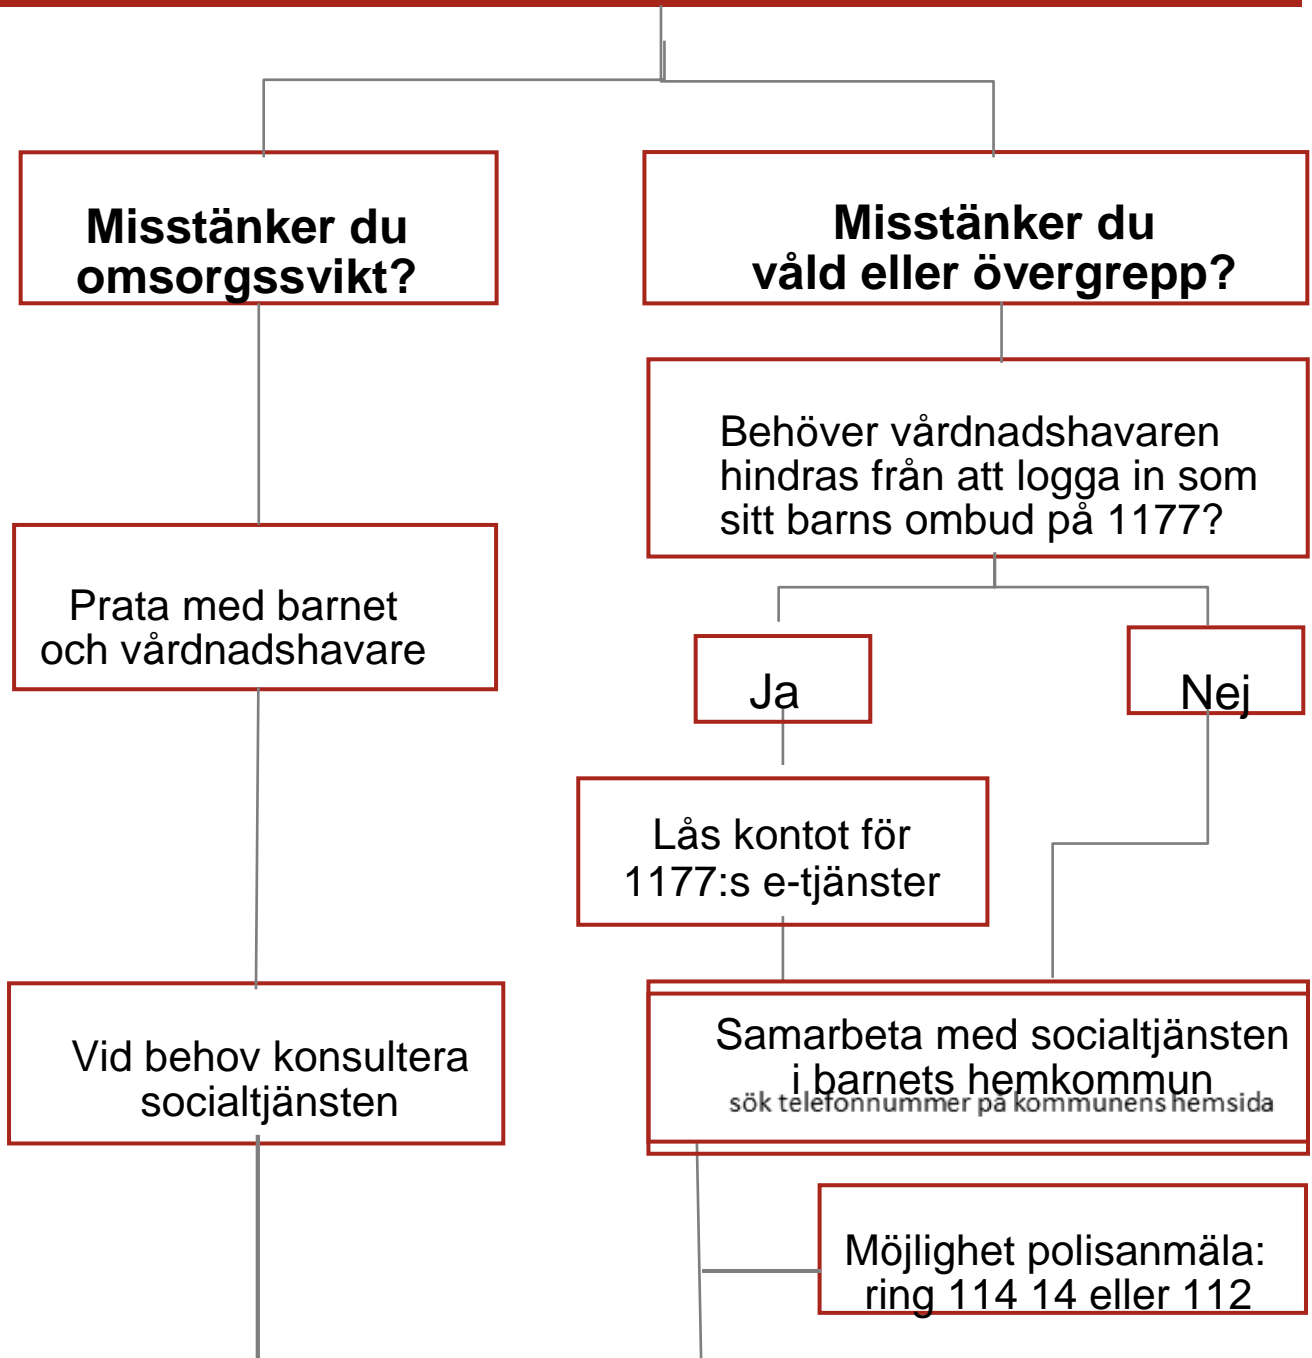 Misstänker du
omsorgssvikt?
Misstänker du
våld eller övergrepp?
Behöver vårdnadshavaren
hindras från att logga in som
sitt barns ombud på 1177?
Prata med barnet
och vårdnadshavare
Ja
Nej
Lås kontot för
1177:s e-tjänster
Vid behov konsultera
socialtjänsten
Samarbeta med socialtjänsten
i barnets hemkommun
sök telefonnummer på kommunens hemsida
Möjlighet polisanmäla:
ring 114 14 eller 112